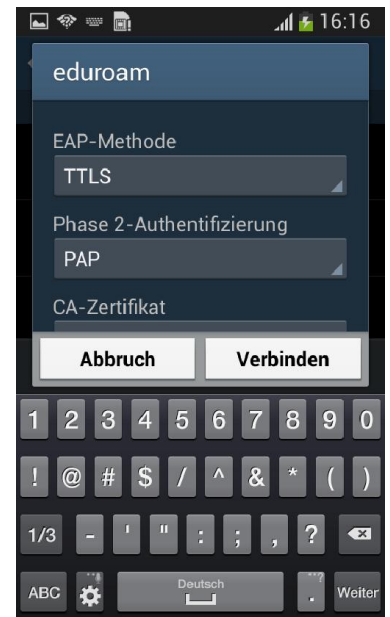 16:16
eduroam
EAP-Methode
TTLS
Phase 2-Authentifizierung
PAP
CA-Zertifikat
Abbruch Verbinden
1 2 3 4 5 6 7 8 9 0
! @ # $ / ^ & * ( )
1/3 - ' " : ; , ?
ABC Deutsch . Weiter